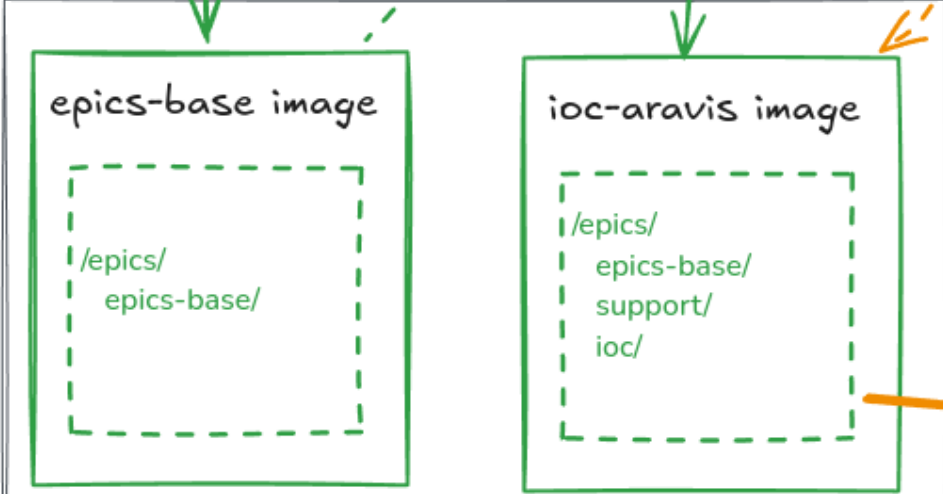 epics-base image
/epics/
epics-base/
ioc-aravis image
/epics/
epics-base/
support/
ioc/